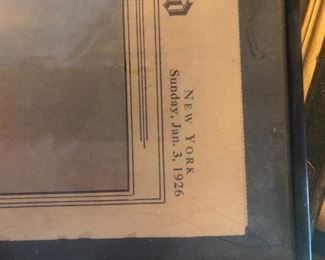 NEW YORK
Sunday, Jan. 3, 1926